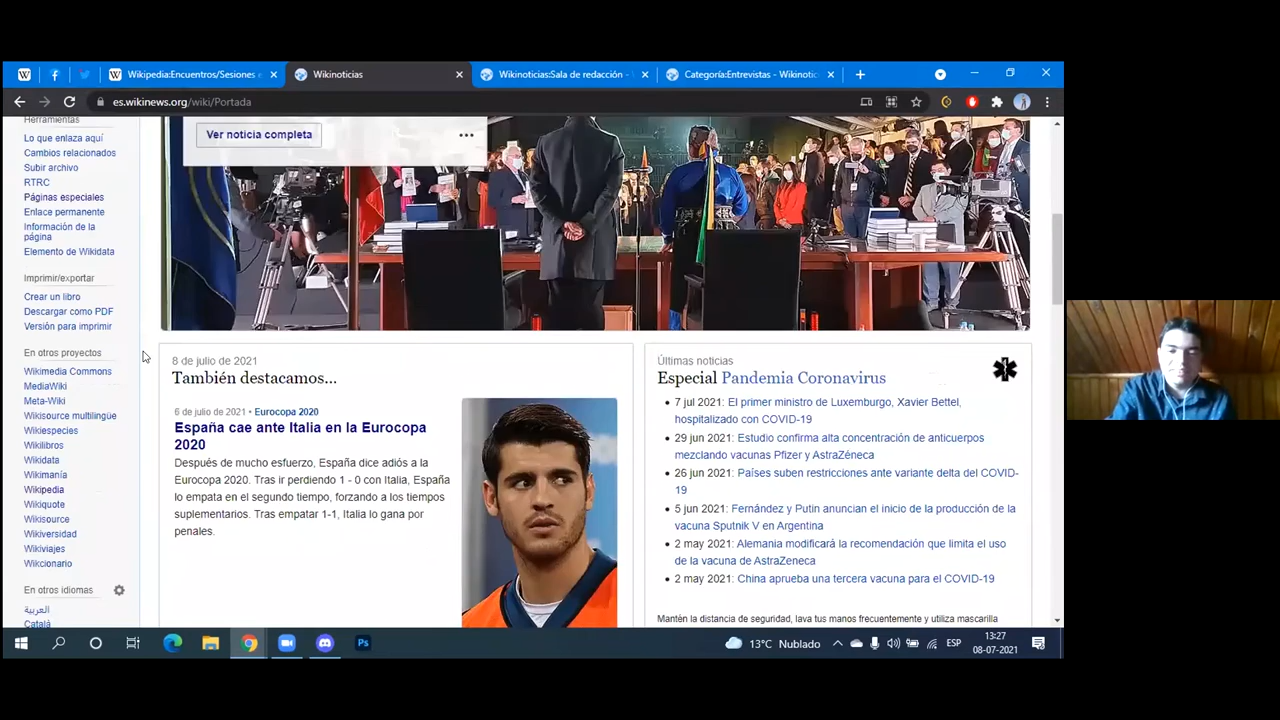 Wikipedia:Encuentros/Sesiones e
Wikinoticias
Wikinoticias:Sala de redacción -
Categoría:Entrevistas - Wikinotic
es.wikinews.org/wiki/Portada
Herramientas
Lo que enlaza aquí
Cambios relacionados
Subir archivo
RTRC
Páginas especiales
Enlace permanente
Información de la
página
Elemento de Wikidata
Imprimir/exportar
Crear un libro
Descargar como PDF
Versión para imprimir
En otros proyectos
Wikimedia Commons
MediaWiki
Meta-Wiki
Wikisource multilingüe
Wikiespecies
Wikilibros
Wikidata
Wikimanía
Wikipedia
Wikiquote
Wikisource
Wikiversidad
Wikiviajes
Wikcionario
En otros idiomas
العربية
Català
Ver noticia completa
8 de julio de 2021
También destacamos...
6 de julio de 2021 • Eurocopa 2020
España cae ante Italia en la Eurocopa
2020
Después de mucho esfuerzo, España dice adiós a la
Eurocopa 2020. Tras ir perdiendo 1 - 0 con Italia, España
lo empata en el segundo tiempo, forzando a los tiempos
suplementarios. Tras empatar 1-1, Italia lo gana por
penales.
Últimas noticias
Especial Pandemia Coronavirus
7 jul 2021: El primer ministro de Luxemburgo, Xavier Bettel,
hospitalizado con COVID-19
29 jun 2021: Estudio confirma alta concentración de anticuerpos
mezclando vacunas Pfizer y AstraZéneca
26 jun 2021: Países suben restricciones ante variante delta del COVID-
19
5 jun 2021: Fernández y Putin anuncian el inicio de la producción de la
vacuna Sputnik V en Argentina
2 may 2021: Alemania modificará la recomendación que limita el uso
de la vacuna de AstraZeneca
2 may 2021: China aprueba una tercera vacuna para el COVID-19
Mantén la distancia de seguridad, lava tus manos frecuentemente y utiliza mascarilla
Ps
13°C Nublado
ESP
13:27
08-07-2021